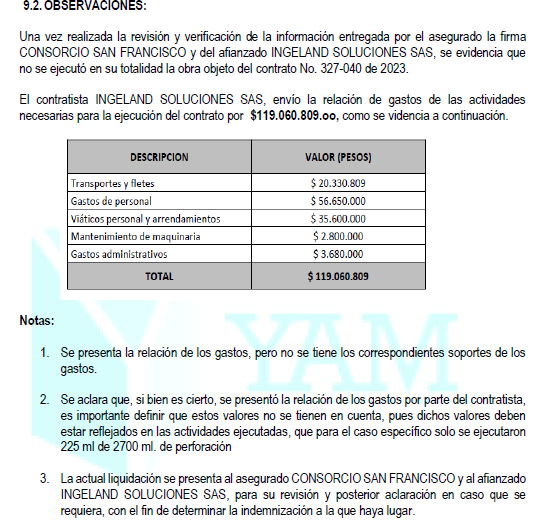 9.2. OBSERVACIONES:
Una vez realizada la revisión y verificación de la información entregada por el asegurado la firma
CONSORCIO SAN FRANCISCO y del afianzado INGELAND SOLUCIONES SAS, se evidencia que
no se ejecutó en su totalidad la obra objeto del contrato No. 327-040 de 2023.
El contratista INGELAND SOLUCIONES SAS, envío la relación de gastos de las actividades
necesarias para la ejecución del contrato por $119.060.809.oo, como se videncia a continuación.
DESCRIPCION VALOR (PESOS)
Transportes y fletes $ 20.330.809
Gastos de personal $ 56.650.000
Viáticos personal y arrendamientos $ 35.600.000
Mantenimiento de maquinaria $ 2.800.000
Gastos administrativos $ 3.680.000
TOTAL $ 119.060.809
Notas:
1. Se presenta la relación de los gastos, pero no se tiene los correspondientes soportes de los
gastos.
2. Se aclara que, si bien es cierto, se presentó la relación de los gastos por parte del contratista,
es importante definir que estos valores no se tienen en cuenta, pues dichos valores deben
estar reflejados en las actividades ejecutadas, que para el caso específico solo se ejecutaron
225 ml de 2700 ml. de perforación
3. La actual liquidación se presenta al asegurado CONSORCIO SAN FRANCISCO y al afianzado
INGELAND SOLUCIONES SAS, para su revisión y posterior aclaración en caso que se
requiera, con el fin de determinar la indemnización a la que haya lugar.
YAM